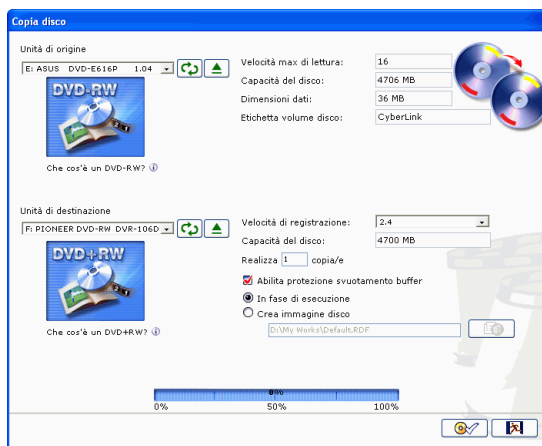 Copia disco
Unità di origine
E: ASUS DVD-E616P 1.04
DVD-RW
Che cos'è un DVD-RW?
Velocità max di lettura: 16
Capacità del disco: 4706 MB
Dimensioni dati: 36 MB
Etichetta volume disco: CyberLink
Unità di destinazione
F: PIONEER DVD-RW DVR-106D
DVD+RW
Che cos'è un DVD+RW?
Velocità di registrazione: 2.4
Capacità del disco: 4700 MB
Realizza 1 copia/e
Abilita protezione svuotamento buffer
In fase di esecuzione
Crea immagine disco
D:\My Works\Default.RDF
0%
0% 50% 100%